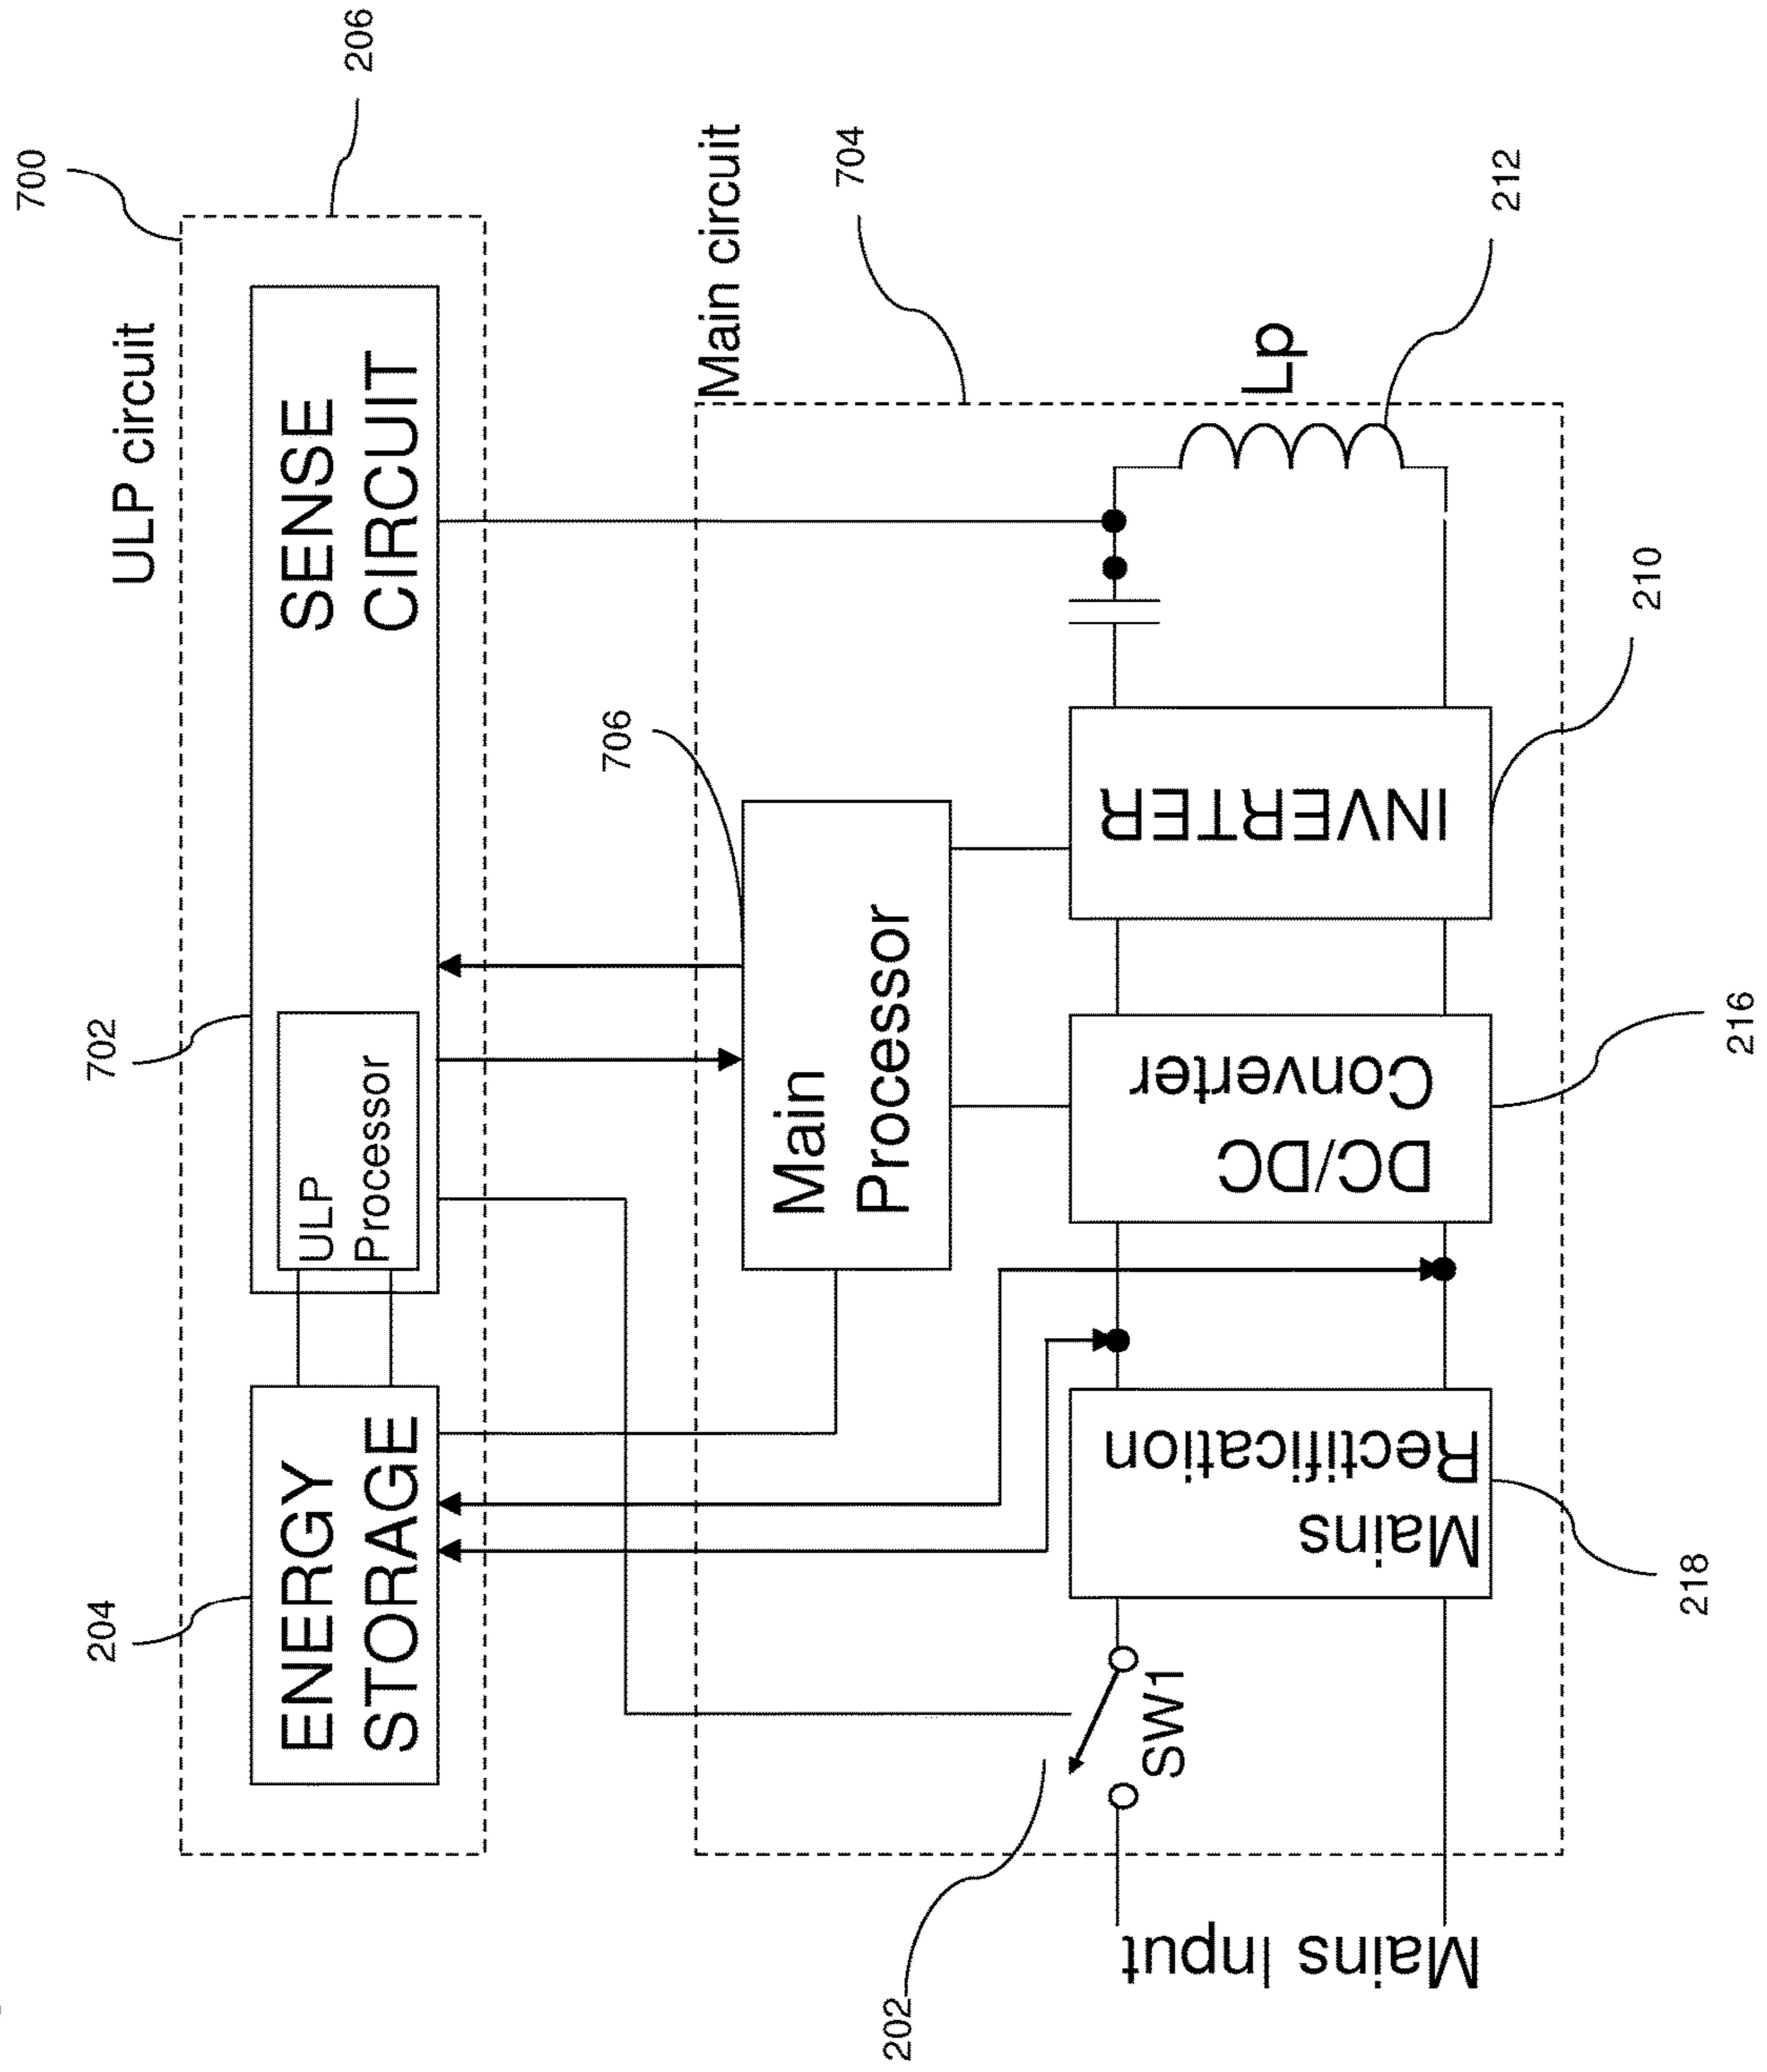 700
206
ULP circuit
702
204
ENERGY
STORAGE
ULP
Processor
SENSE
CIRCUIT
Main circuit
704
706
Main
Processor
202
SW1
Mains Input
Mains
Rectification
218
DC/DC
Converter
216
INVERTER
210
Lp
212